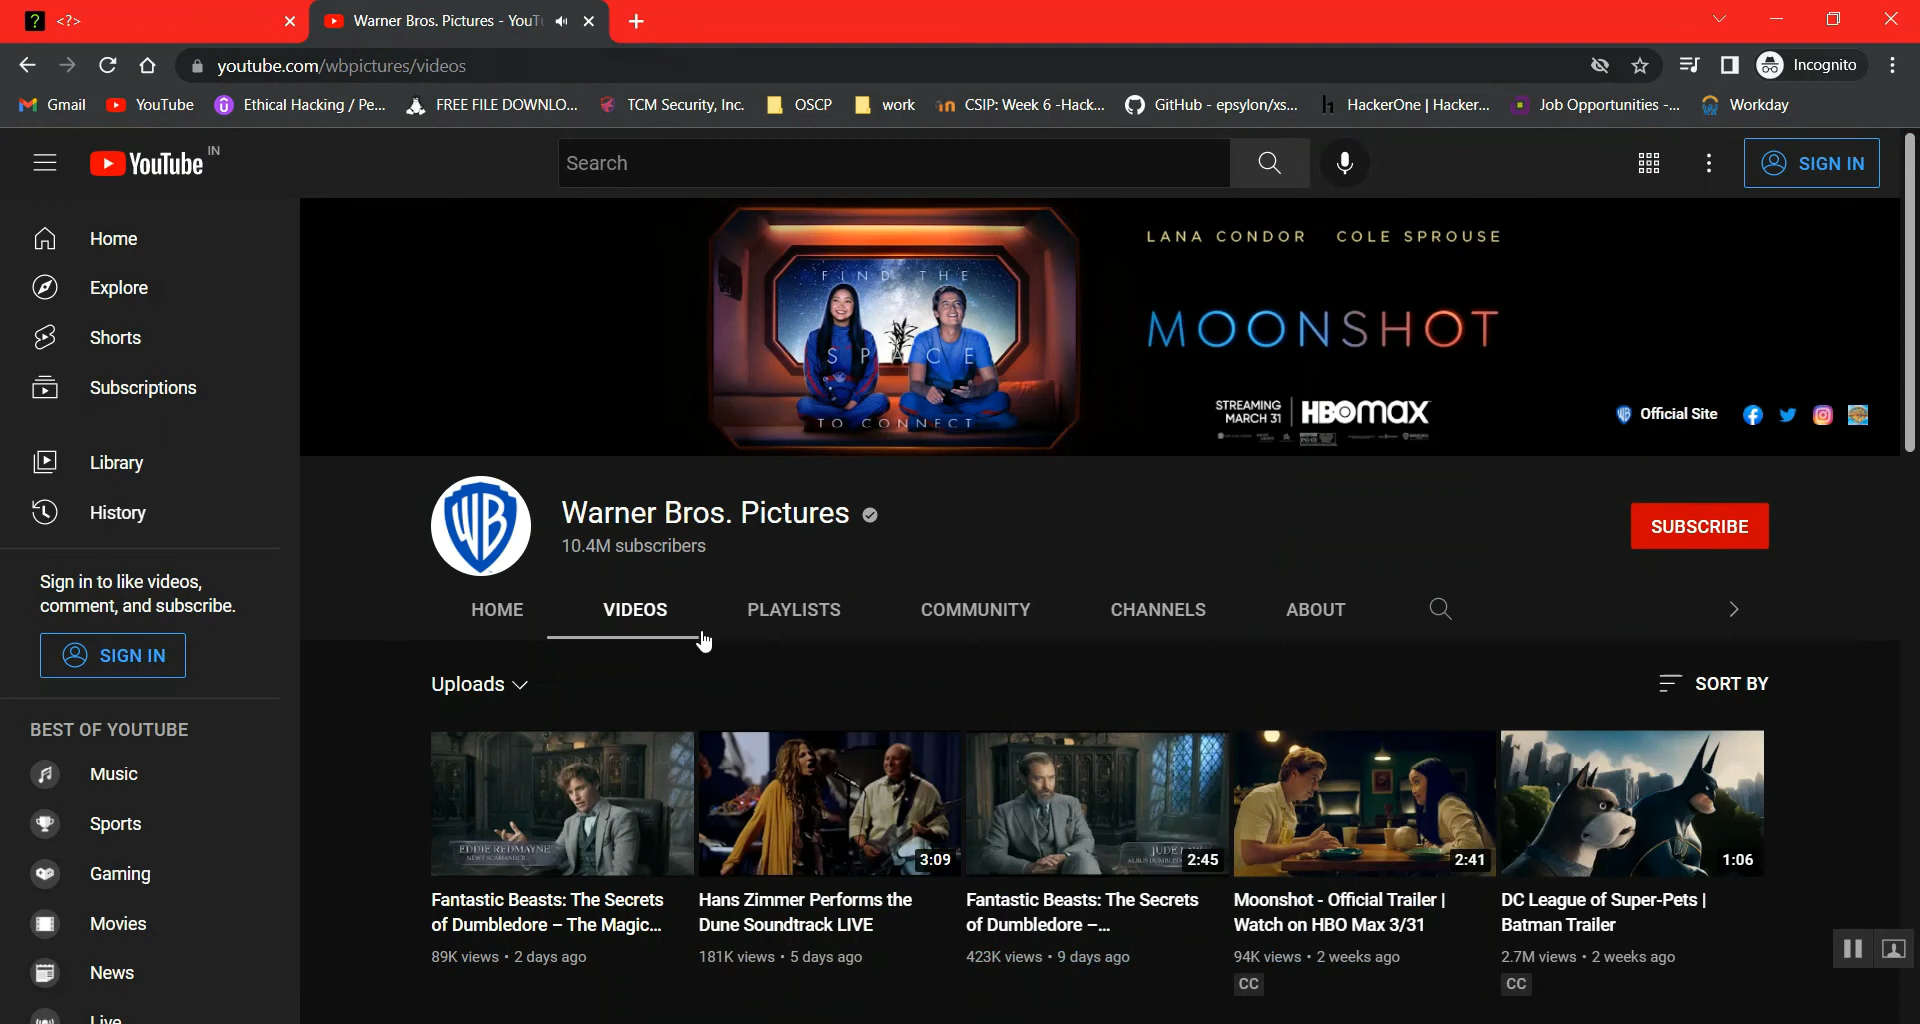 <?>
Warner Bros. Pictures - YouT
youtube.com/wbpictures/videos
Incognito
Gmail
YouTube
Ethical Hacking / Pe...
FREE FILE DOWNLO...
TCM Security, Inc.
OSCP
work
CSIP: Week 6 -Hack...
GitHub - epsylon/xs...
HackerOne | Hacker...
Job Opportunities -...
Workday
YouTube IN
Search
SIGN IN
Home
Explore
Shorts
Subscriptions
Library
History
Sign in to like videos,
comment, and subscribe.
SIGN IN
BEST OF YOUTUBE
Music
Sports
Gaming
Movies
News
Live
FIND THE
SPACE
TO CONNECT
LANA CONDOR COLE SPROUSE
MOONSHOT
STREAMING
MARCH 31
HBOmax
Official Site
WB
Warner Bros. Pictures
10.4M subscribers
SUBSCRIBE
HOME
VIDEOS
PLAYLISTS
COMMUNITY
CHANNELS
ABOUT
Uploads
SORT BY
EDDIE REDMAYNE
NEWT SCAMANDER
Fantastic Beasts: The Secrets
of Dumbledore – The Magic...
89K views • 2 days ago
3:09
Hans Zimmer Performs the
Dune Soundtrack LIVE
181K views • 5 days ago
JUDE
2:45
Fantastic Beasts: The Secrets
of Dumbledore –...
423K views • 9 days ago
2:41
Moonshot - Official Trailer |
Watch on HBO Max 3/31
94K views • 2 weeks ago
CC
1:06
DC League of Super-Pets |
Batman Trailer
2.7M views • 2 weeks ago
CC